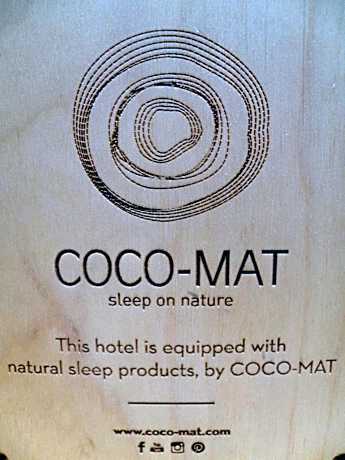 COCO-MAT
sleep on nature
This hotel is equipped with
natural sleep products, by COCO-MAT
www.coco-mat.com